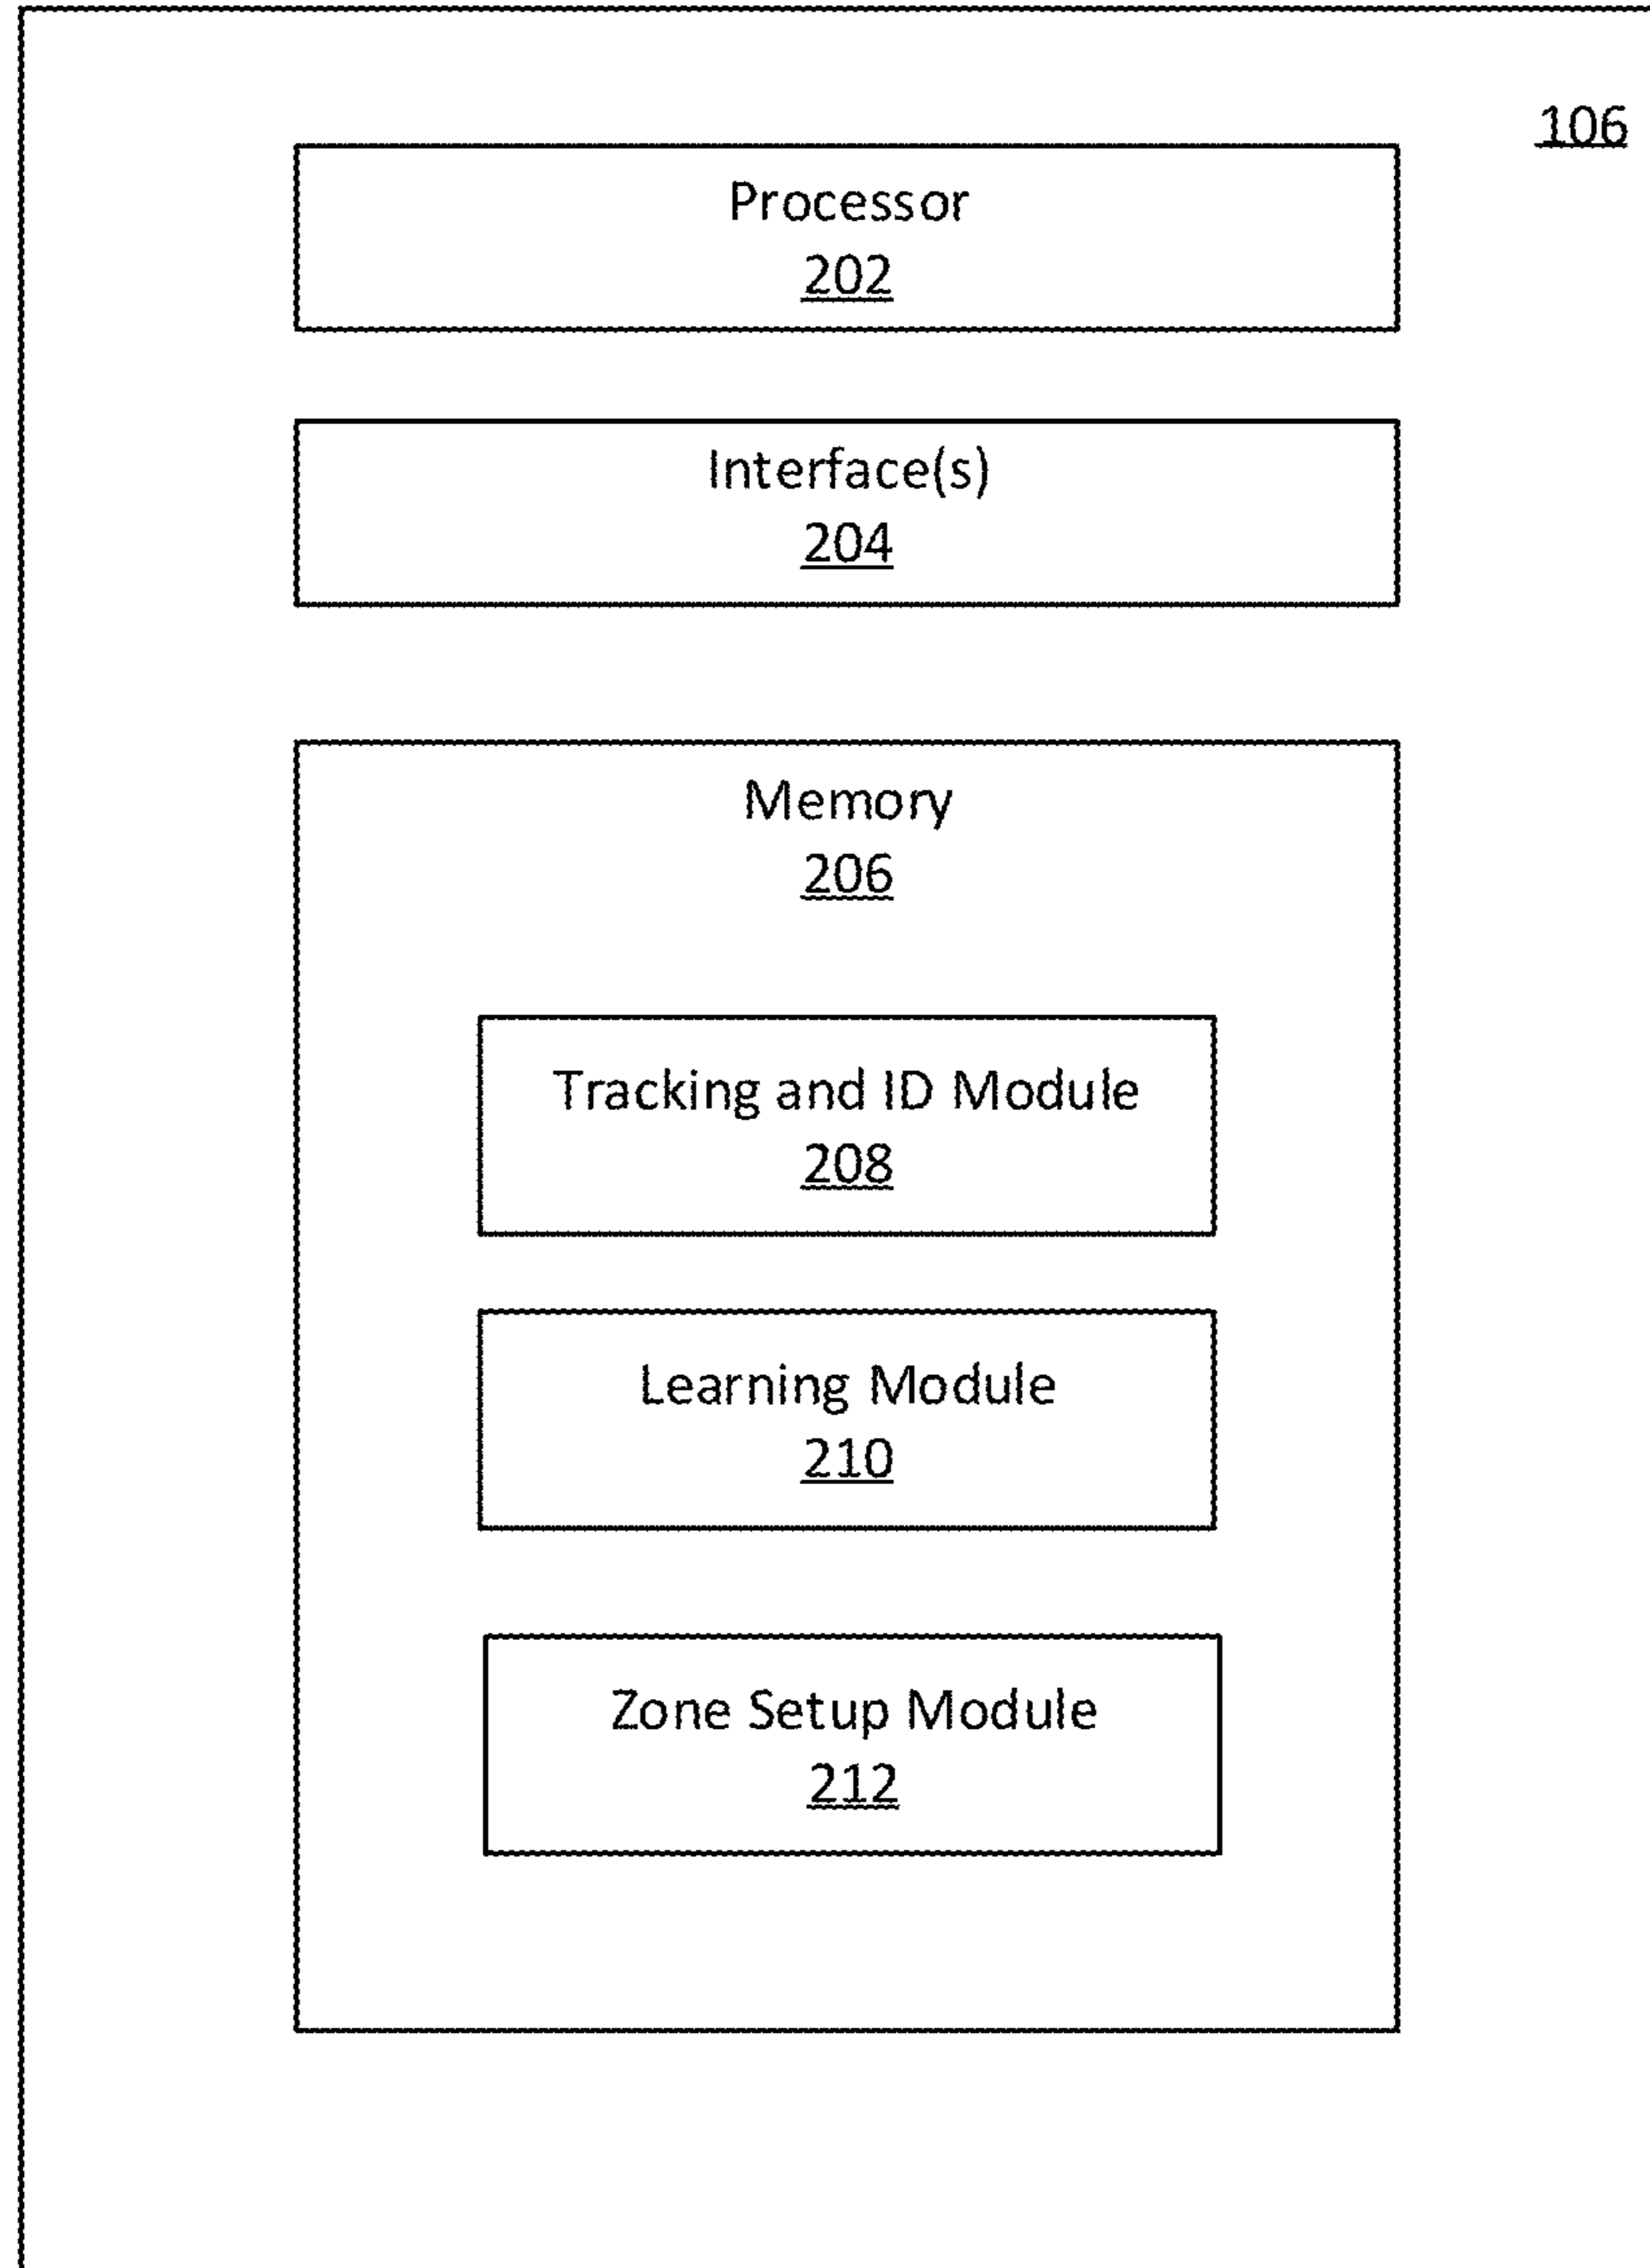 106
Processor
202
Interface(s)
204
Memory
206
Tracking and ID Module
208
Learning Module
210
Zone Setup Module
212